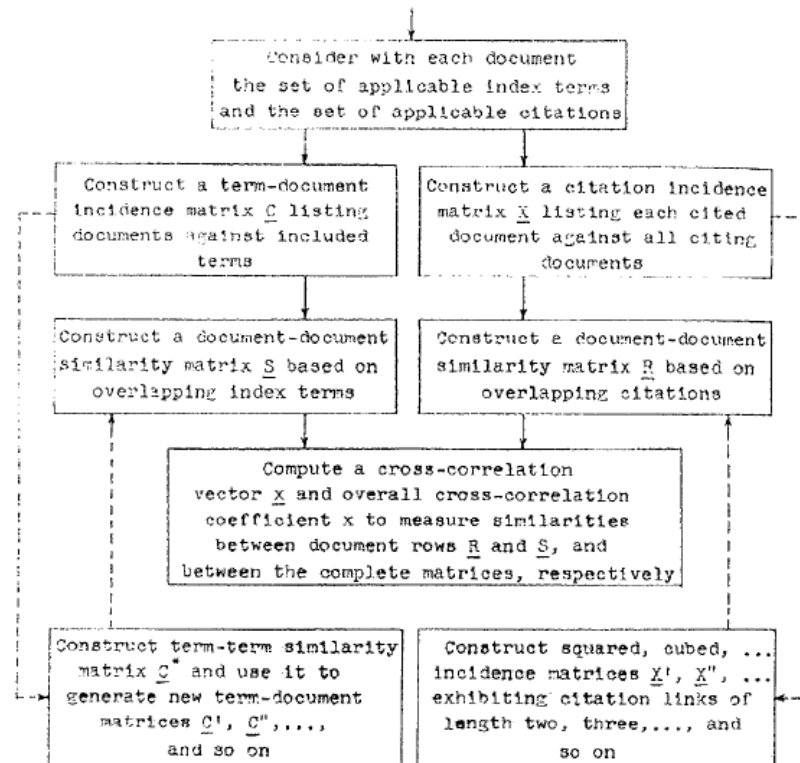 Consider with each document
the set of applicable index terms
and the set of applicable citations
Construct a term-document
incidence matrix C listing
documents against included
terms
Construct a citation incidence
matrix X listing each cited
document against all citing
documents
Construct a document-document
similarity matrix S based on
overlapping index terms
Construct a document-document
similarity matrix R based on
overlapping citations
Compute a cross-correlation
vector x and overall cross-correlation
coefficient x to measure similarities
between document rows R and S, and
between the complete matrices, respectively
Construct term-term similarity
matrix C* and use it to
generate new term-document
matrices C', C",...,
and so on
Construct squared, cubed, ...
incidence matrices X', X", ...
exhibiting citation links of
length two, three,..., and
so on